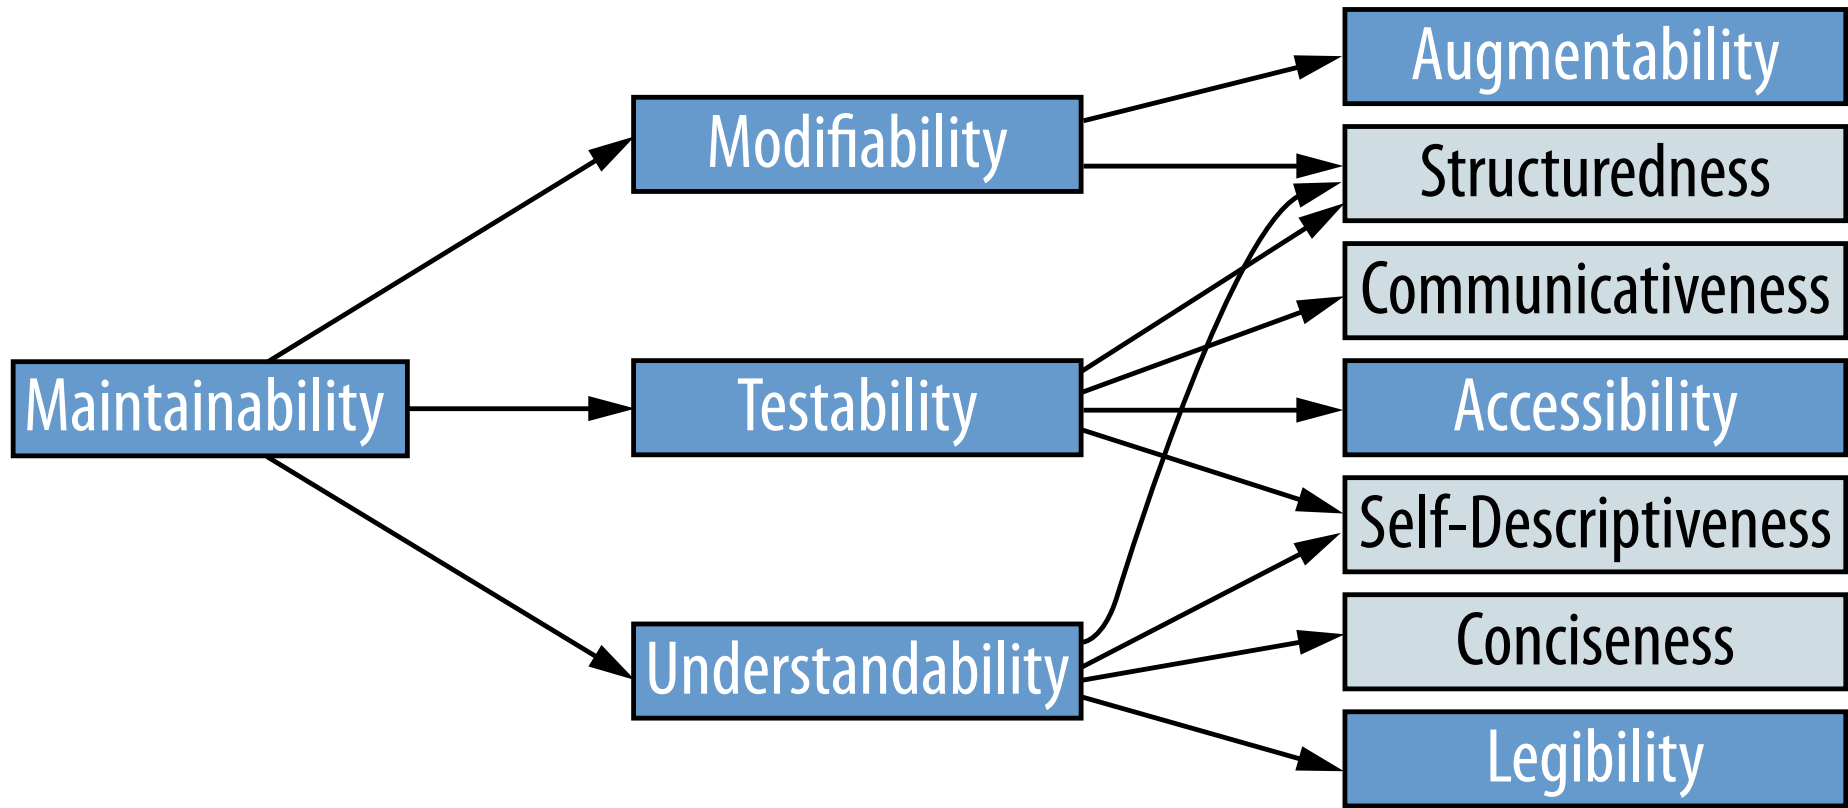 Maintainability
Modifiability
Testability
Understandability
Augmentability
Structuredness
Communicativeness
Accessibility
Self-Descriptiveness
Conciseness
Legibility